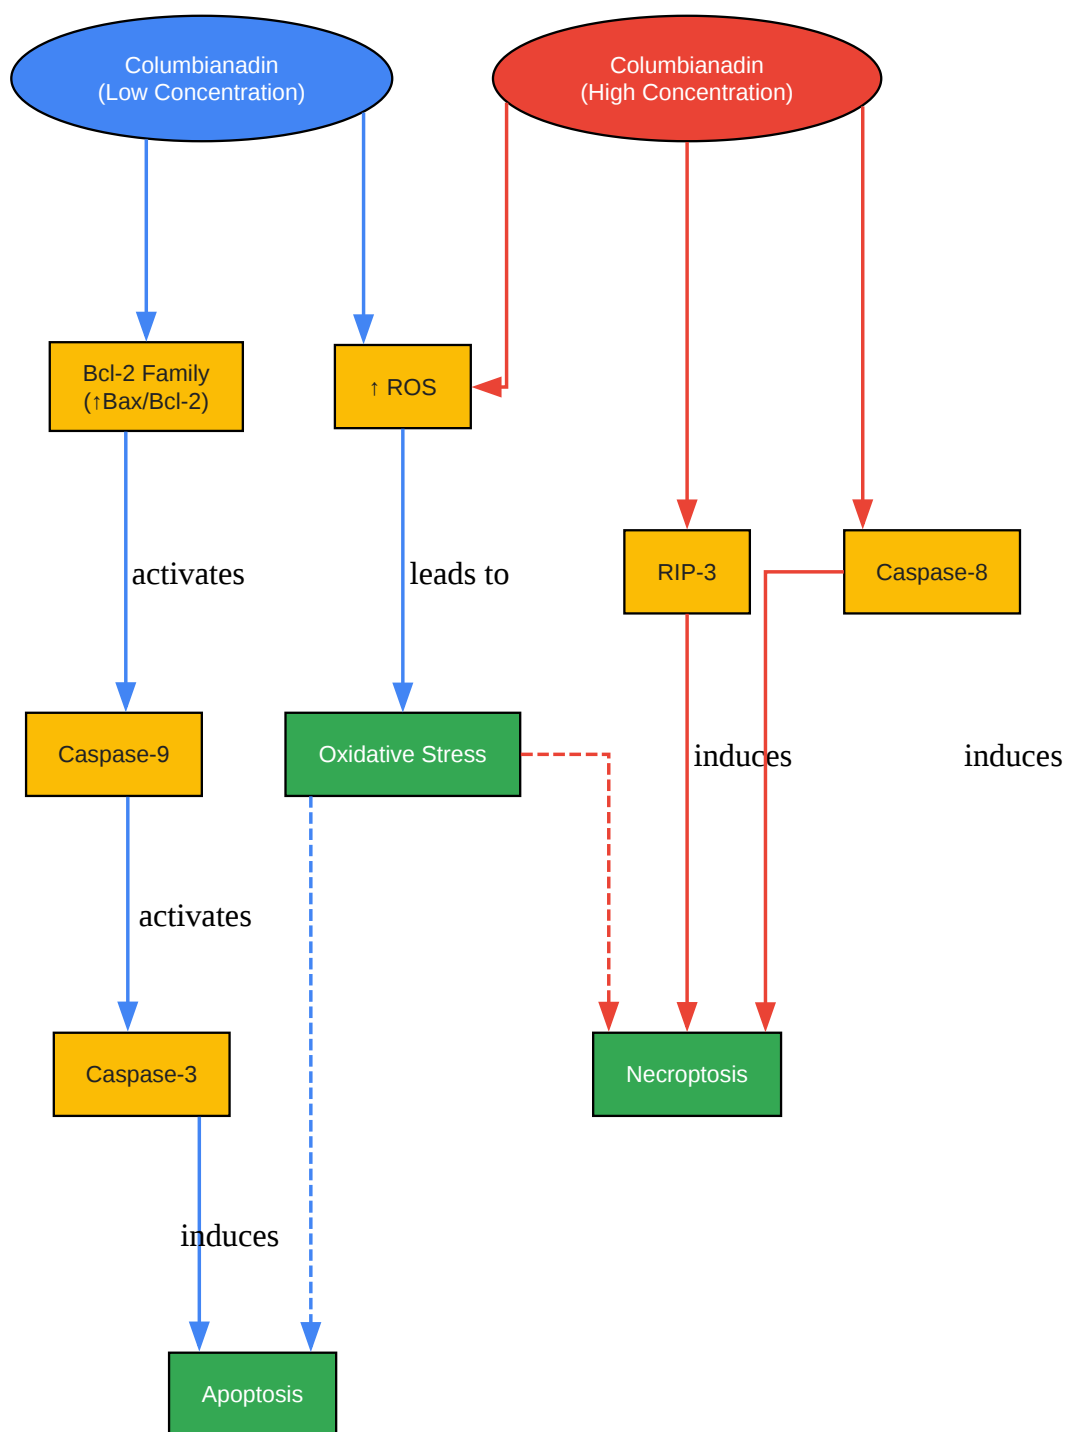 Columbianadin
(Low Concentration)
Columbianadin
(High Concentration)
Bcl-2 Family
(↑Bax/Bcl-2)
↑ ROS
activates
leads to
RIP-3
Caspase-8
Caspase-9
Oxidative Stress
induces
induces
activates
Caspase-3
Necroptosis
induces
Apoptosis